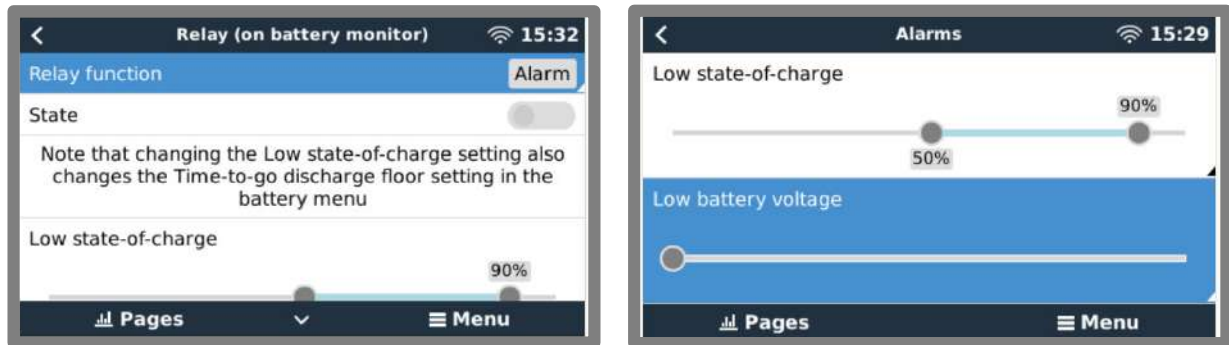 Relay (on battery monitor) 15:32
Relay function Alarm
State
Note that changing the Low state-of-charge setting also
changes the Time-to-go discharge floor setting in the
battery menu
Low state-of-charge
90%
Pages Menu
Alarms 15:29
Low state-of-charge
90%
50%
Low battery voltage
Pages Menu